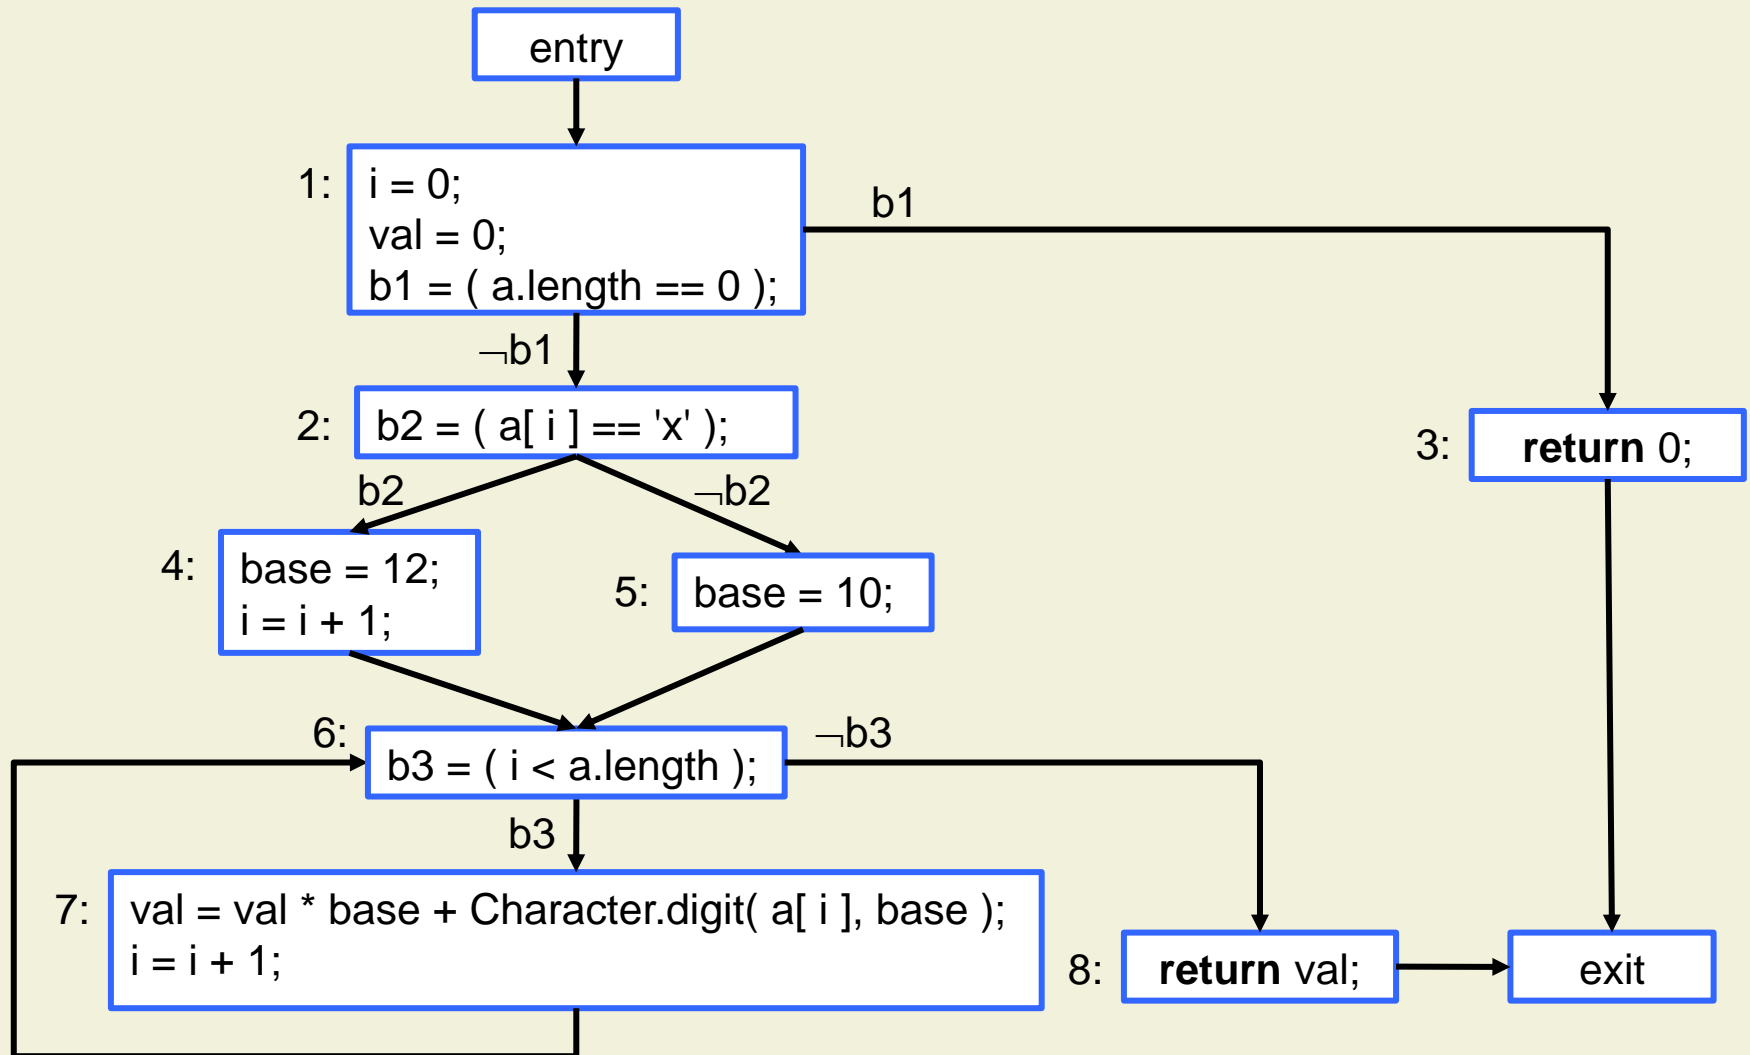 entry
1:
i = 0;
val = 0;
b1 = ( a.length == 0 );
b1
¬b1
2:
b2 = ( a[ i ] == 'x' );
3:
return 0;
b2
¬b2
4:
base = 12;
i = i + 1;
5:
base = 10;
6:
b3 = ( i < a.length );
¬b3
b3
7:
val = val * base + Character.digit( a[ i ], base );
i = i + 1;
8:
return val;
exit